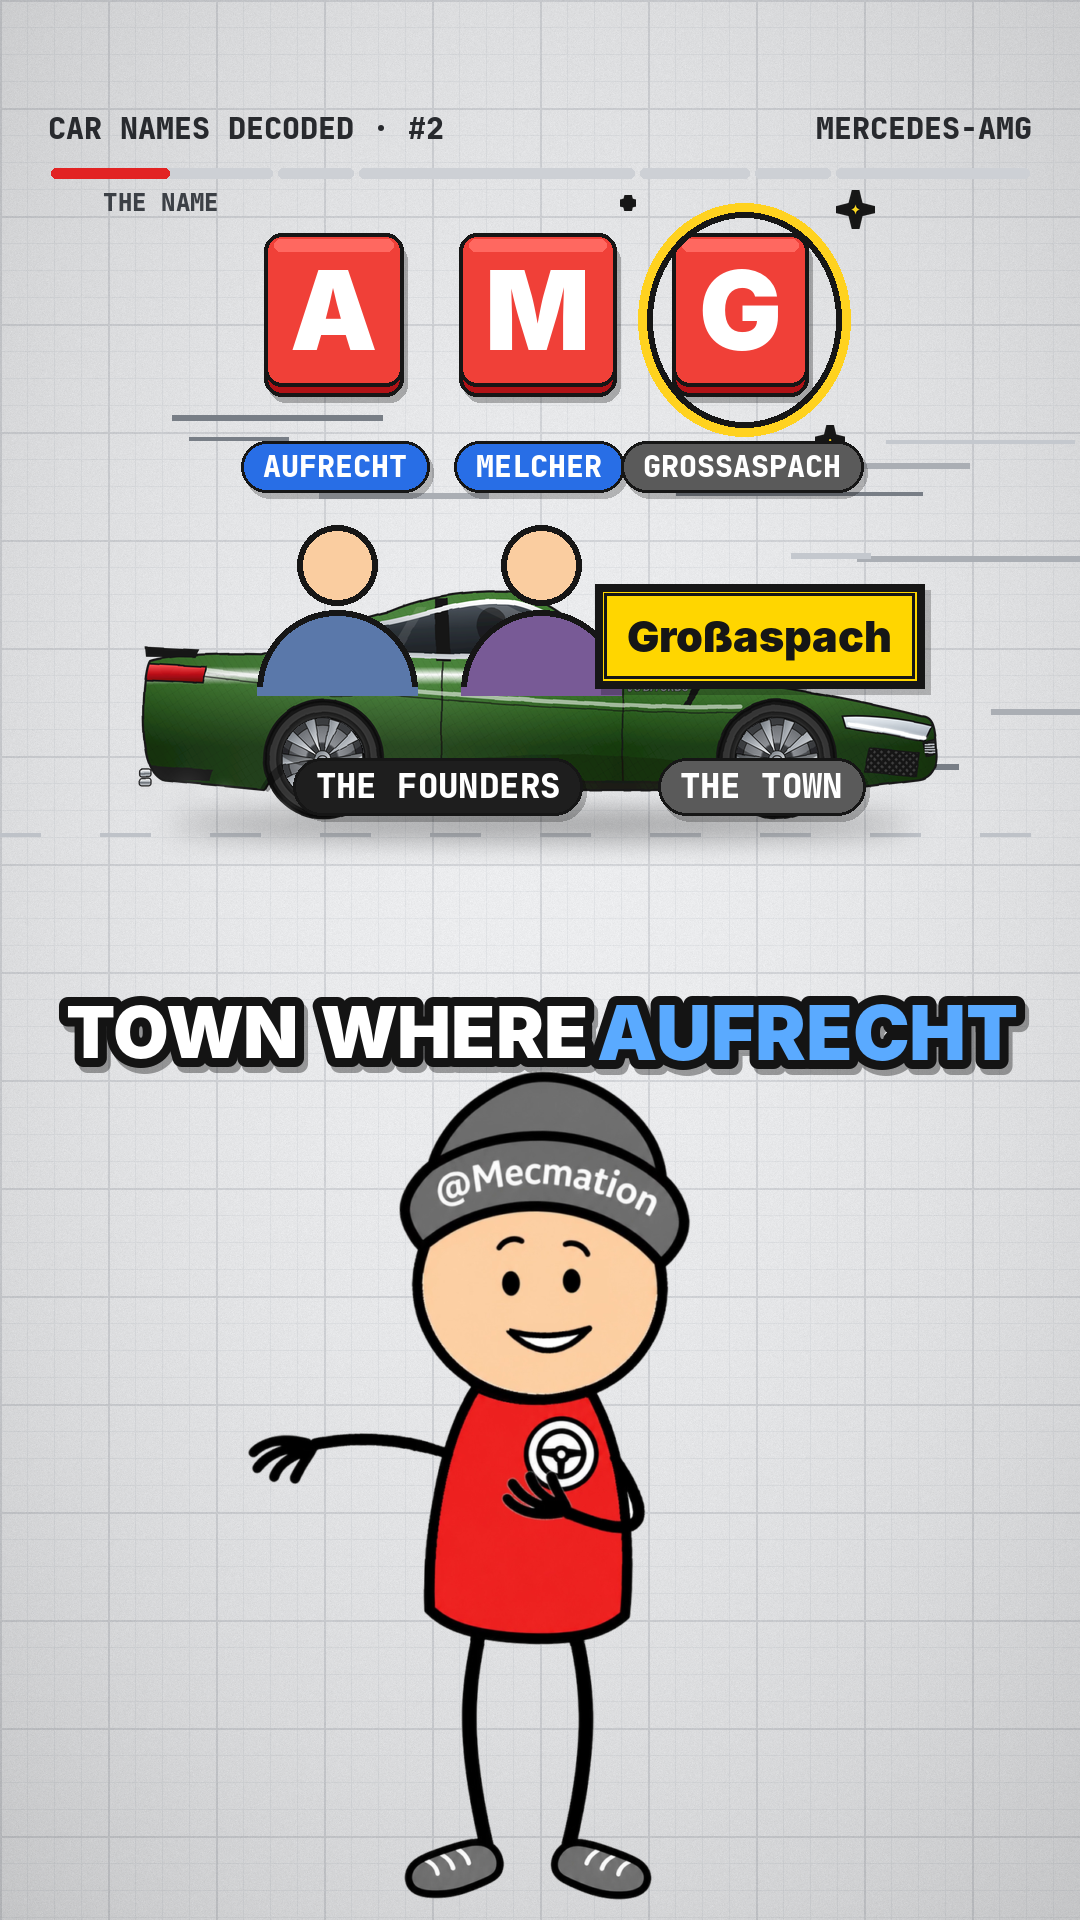 CAR NAMES DECODED · #2
MERCEDES-AMG
THE NAME
A M G
AUFRECHT MELCHER GROSSASPACH
Großaspach
THE FOUNDERS THE TOWN
TOWN WHERE AUFRECHT
@Mecmation